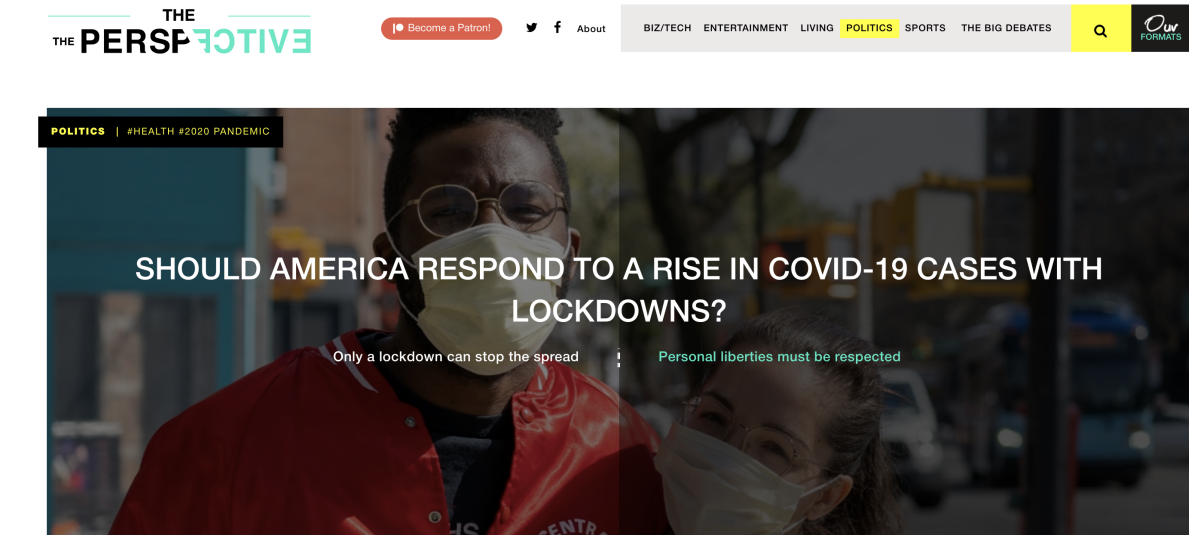 THE
THE PERSPECTIVE
Become a Patron!
About
BIZ/TECH ENTERTAINMENT LIVING POLITICS SPORTS THE BIG DEBATES
Our
FORMATS
POLITICS | #HEALTH #2020 PANDEMIC
SHOULD AMERICA RESPOND TO A RISE IN COVID-19 CASES WITH
LOCKDOWNS?
Only a lockdown can stop the spread
Personal liberties must be respected
HS
CENTR